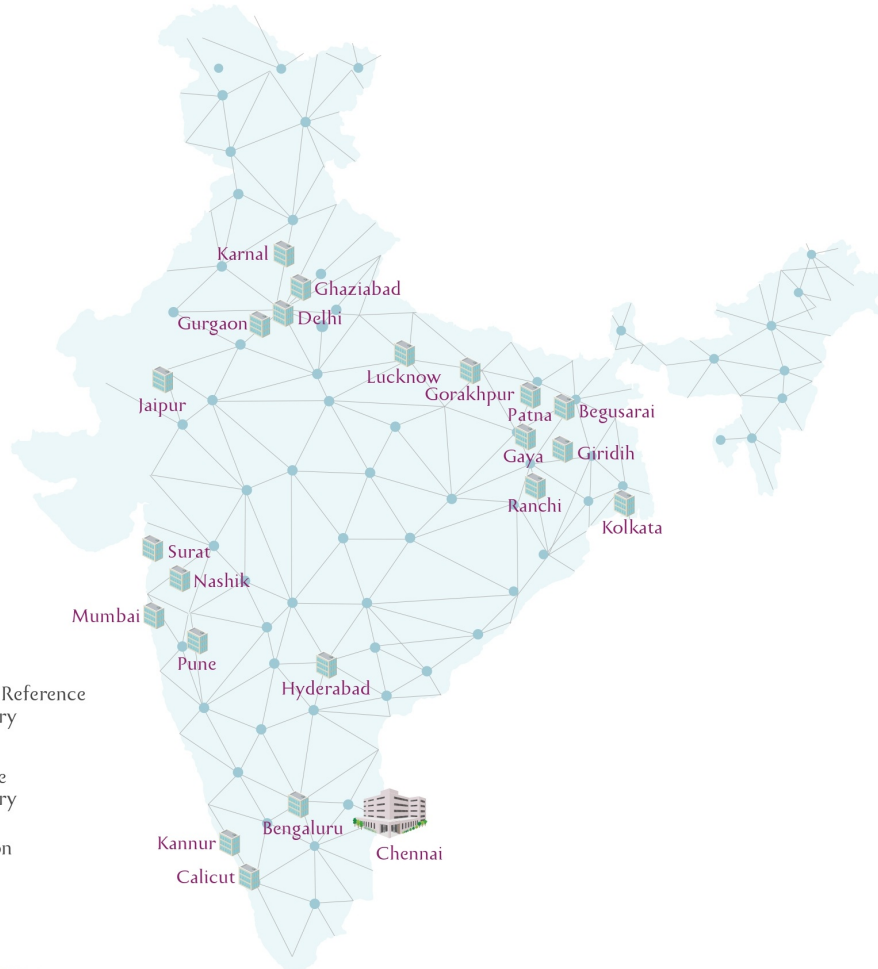 Karnal
Ghaziabad
Gurgaon
Delhi
Lucknow
Jaipur
Gorakhpur
Patna
Begusarai
Gaya
Giridih
Ranchi
Kolkata
Surat
Nashik
Mumbai
Pune
Hyderabad
Reference
ry
e
ry
Bengaluru
Kannur
on
Chennai
Calicut